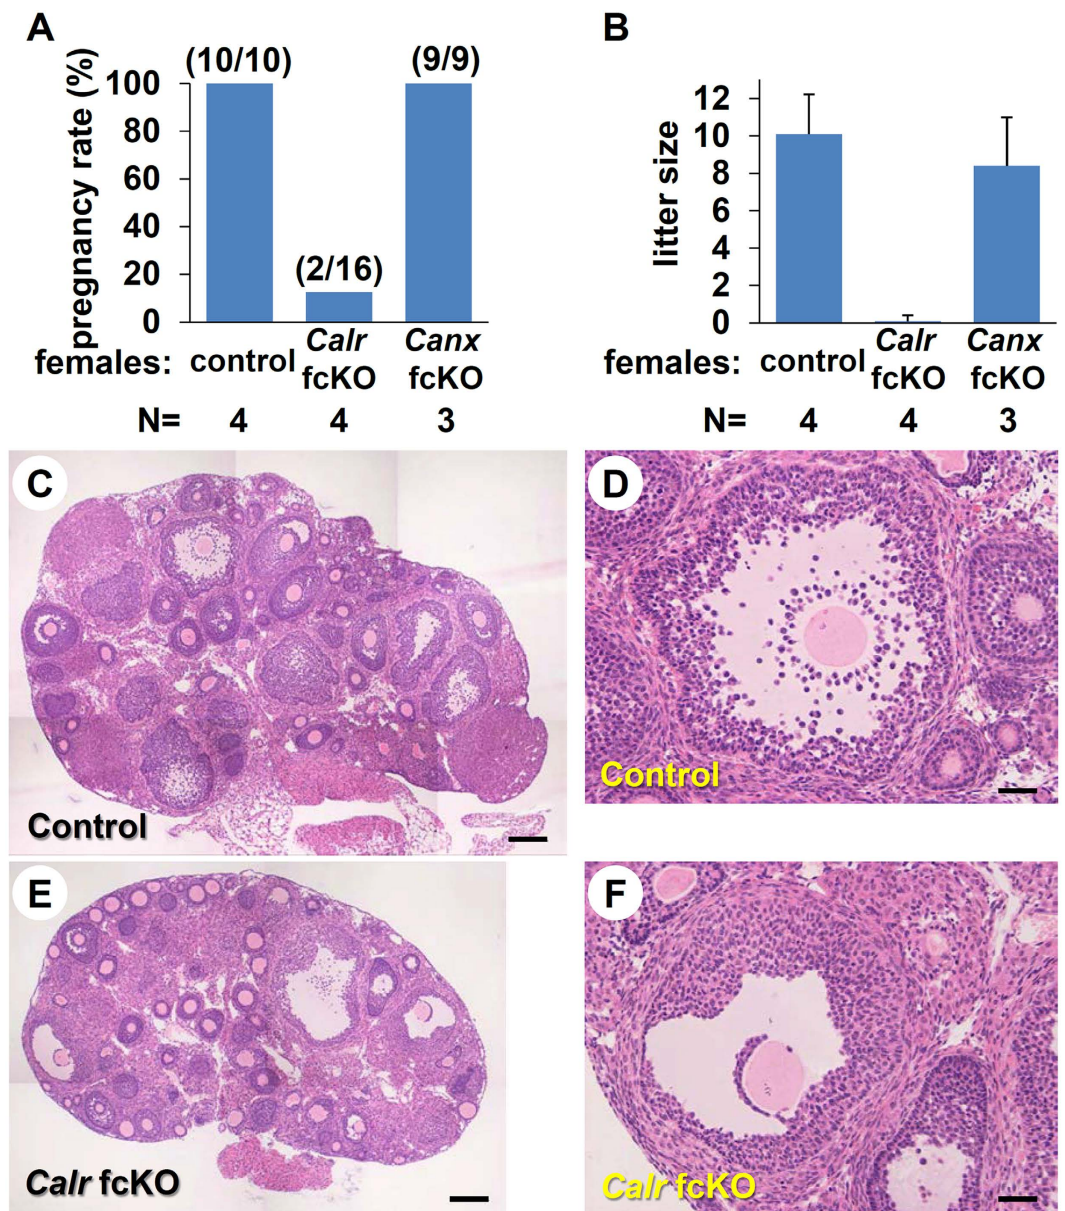 A
(10/10)
(9/9)
(2/16)
pregnancy rate (%)
100
80
60
40
20
0
females:
control
Calr
fcKO
Canx
fcKO
N=
4
4
3
B
litter size
12
10
8
6
4
2
0
females:
control
Calr
fcKO
Canx
fcKO
N=
4
4
3
C
Control
D
Control
E
Calr fcKO
F
Calr fcKO